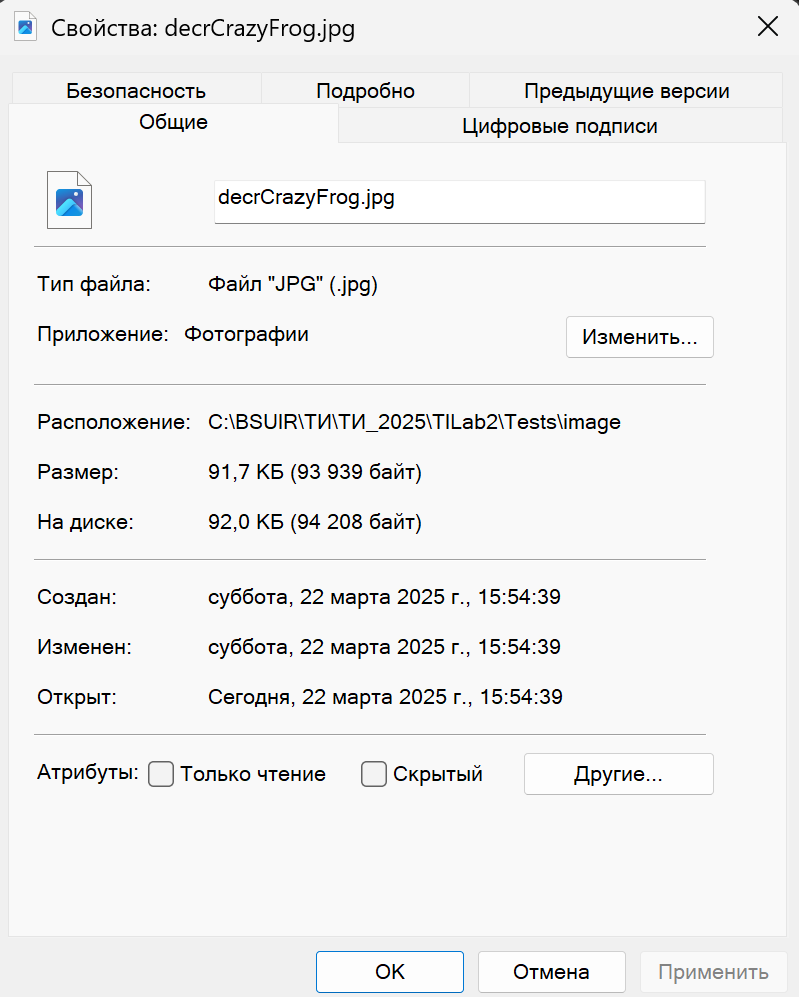 Свойства: decrCrazyFrog.jpg
Безопасность Подробно Предыдущие версии
Общие Цифровые подписи
decrCrazyFrog.jpg
Тип файла: Файл "JPG" (.jpg)
Приложение: Фотографии Изменить...
Расположение: C:\BSUIR\ТИ\ТИ_2025\TILab2\Tests\image
Размер: 91,7 КБ (93 939 байт)
На диске: 92,0 КБ (94 208 байт)
Создан: суббота, 22 марта 2025 г., 15:54:39
Изменен: суббота, 22 марта 2025 г., 15:54:39
Открыт: Сегодня, 22 марта 2025 г., 15:54:39
Атрибуты: Только чтение Скрытый Другие...
OK Отмена Применить